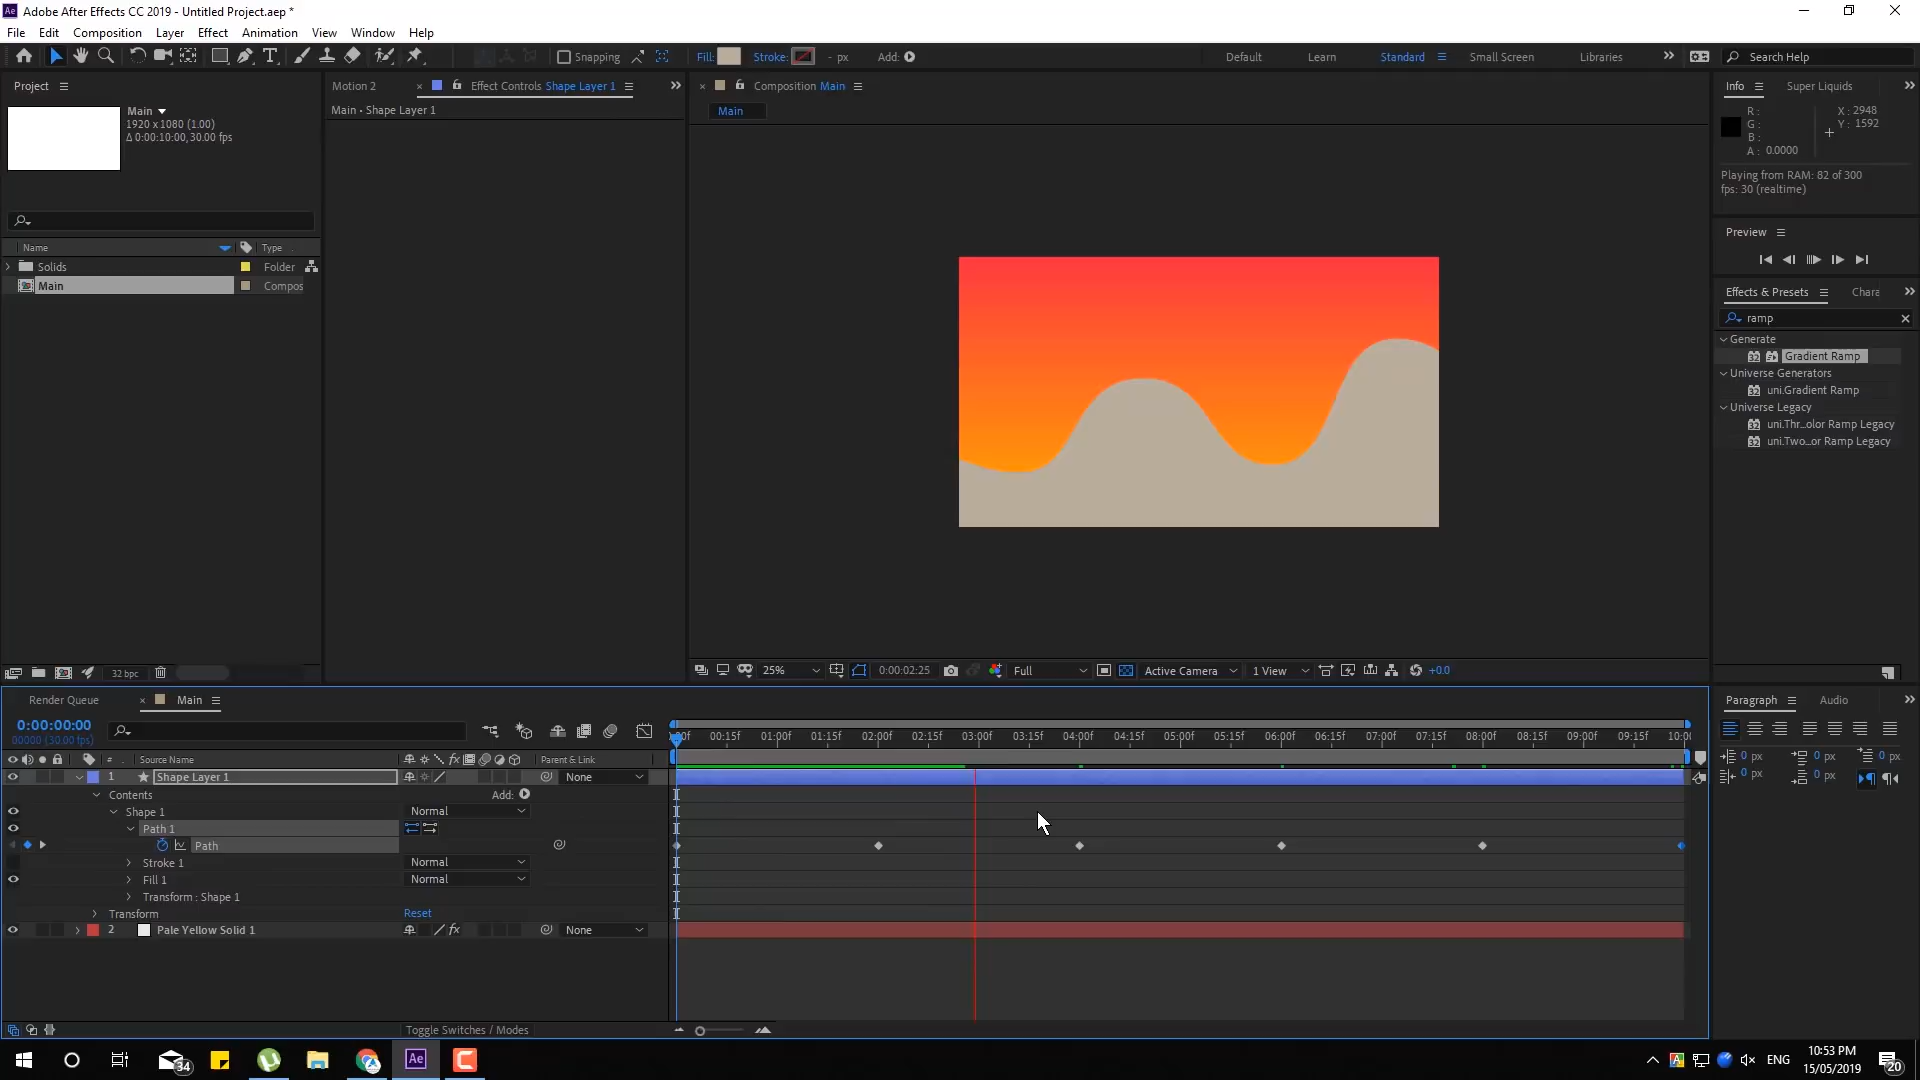 Adobe After Effects CC 2019 - Untitled Project.aep *
File Edit Composition Layer Effect Animation View Window Help
Snapping
Fill: Stroke: - px Add:
Default Learn Standard Small Screen Libraries
Search Help
Project
Main
1920 x 1080 (1.00)
Δ 0:00:10:00, 30.00 fps
Name Type
Solids Folder
Main Compos
32 bpc
Motion 2 Effect Controls Shape Layer 1
Main • Shape Layer 1
Composition Main
Main
25% 0:00:02:25 Full Active Camera 1 View +0.0
Info Super Liquids
R :
G :
B :
A : 0.0000
X : 2948
Y : 1592
Playing from RAM: 82 of 300
fps: 30 (realtime)
Preview
Effects & Presets Chara
ramp
Generate
Gradient Ramp
Universe Generators
uni.Gradient Ramp
Universe Legacy
uni.Thr...olor Ramp Legacy
uni.Two...or Ramp Legacy
Render Queue Main
0:00:00:00
00000 (30.00 fps)
# Source Name Parent & Link
:00f 00:15f 01:00f 01:15f 02:00f 02:15f 03:00f 03:15f 04:00f 04:15f 05:00f 05:15f 06:00f 06:15f 07:00f 07:15f 08:00f 08:15f 09:00f 09:15f 10:00
1 Shape Layer 1 None
Contents Add:
Shape 1 Normal
Path 1
Path
Stroke 1 Normal
Fill 1 Normal
Transform : Shape 1
Transform Reset
2 Pale Yellow Solid 1 None
Toggle Switches / Modes
Paragraph Audio
0 px 0 px 0 px
0 px 0 px
34
Ae
ENG
10:53 PM
15/05/2019
20